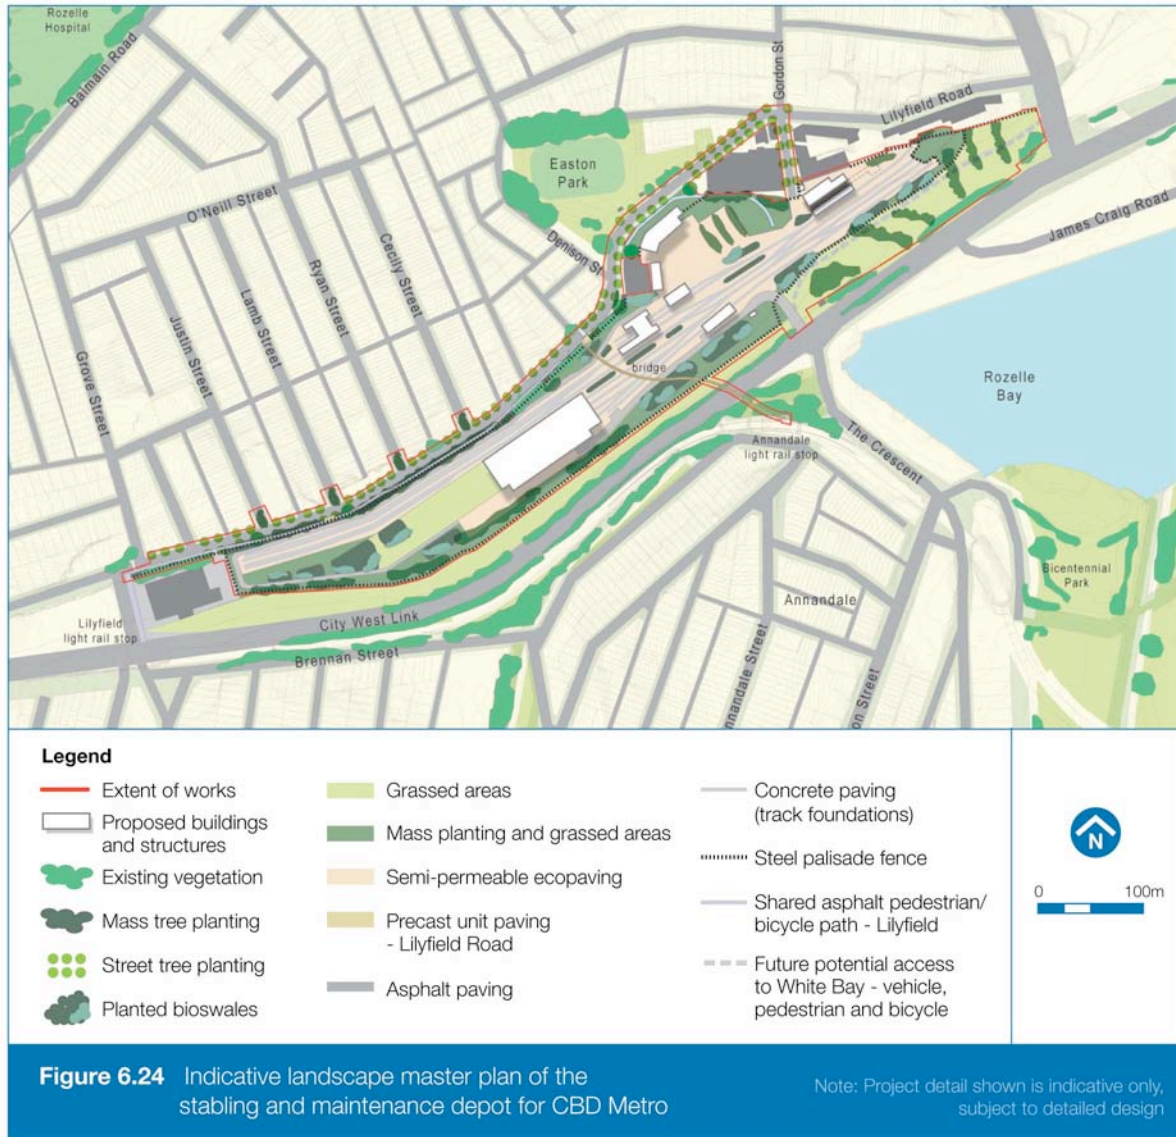 Rozelle
Hospital
Balmain Road
Gordon St
Lilyfield Road
Easton
Park
O'Neill Street
Denison St
James Craig Road
Cecily Street
Ryan Street
Lamb Street
Justin Street
Grove Street
bridge
Rozelle
Bay
Annandale
light rail stop
The Crescent
Bicentennial
Park
Annandale
Lilyfield
light rail stop
City West Link
Brennan Street
nnandale Street
on Street
Legend
Extent of works
Proposed buildings
and structures
Existing vegetation
Mass tree planting
Street tree planting
Planted bioswales
Grassed areas
Mass planting and grassed areas
Semi-permeable ecopaving
Precast unit paving
- Lilyfield Road
Asphalt paving
Concrete paving
(track foundations)
Steel palisade fence
Shared asphalt pedestrian/
bicycle path - Lilyfield
Future potential access
to White Bay - vehicle,
pedestrian and bicycle
N
0 100m
Figure 6.24 Indicative landscape master plan of the
stabling and maintenance depot for CBD Metro
Note: Project detail shown is indicative only,
subject to detailed design